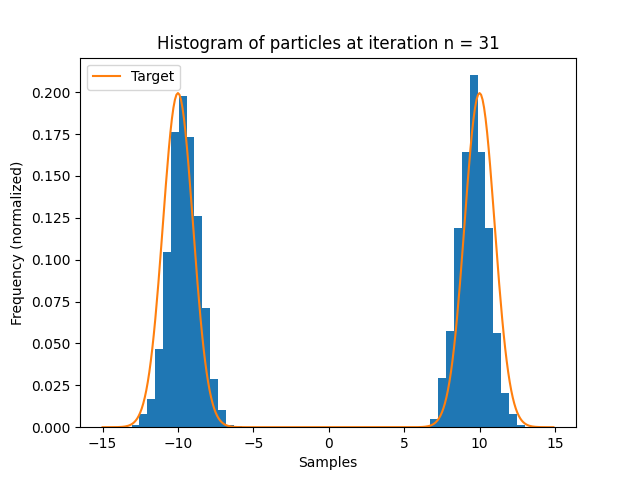 Histogram of particles at iteration n = 31
Target
Frequency (normalized)
0.200
0.175
0.150
0.125
0.100
0.075
0.050
0.025
0.000
−15 −10 −5 0 5 10 15
Samples